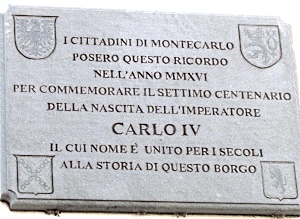 I CITTADINI DI MONTECARLO
POSERO QUESTO RICORDO
NELL'ANNO MMXVI
PER COMMEMORARE IL SETTIMO CENTENARIO
DELLA NASCITA DELL'IMPERATORE
CARLO IV
IL CUI NOME É UNITO PER I SECOLI
ALLA STORIA DI QUESTO BORGO